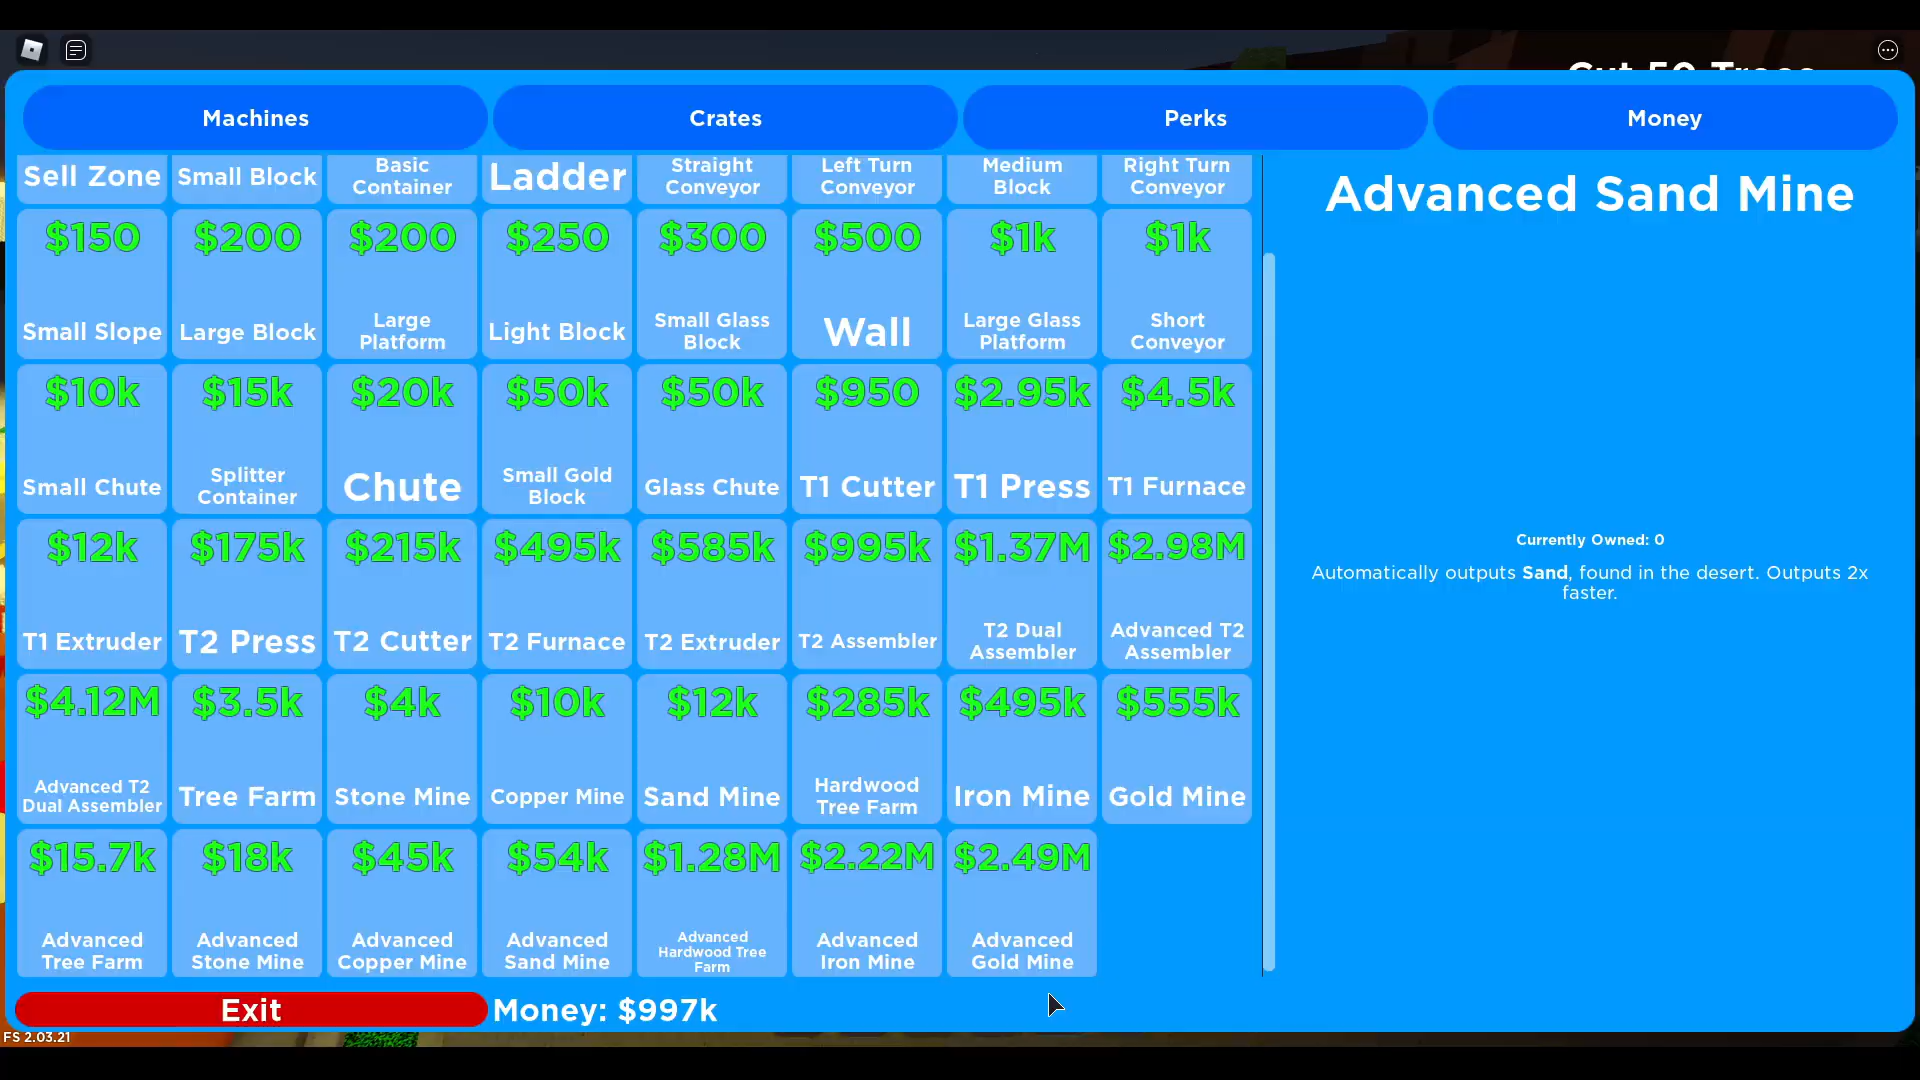 Cut 50 Trees
Machines
Crates
Perks
Money
Sell Zone
Small Block
Basic
Container
Ladder
Straight
Conveyor
Left Turn
Conveyor
Medium
Block
Right Turn
Conveyor
$150
Small Slope
$200
Large Block
$200
Large
Platform
$250
Light Block
$300
Small Glass
Block
$500
Wall
$1k
Large Glass
Platform
$1k
Short
Conveyor
$10k
Small Chute
$15k
Splitter
Container
$20k
Chute
$50k
Small Gold
Block
$50k
Glass Chute
$950
T1 Cutter
$2.95k
T1 Press
$4.5k
T1 Furnace
$12k
T1 Extruder
$175k
T2 Press
$215k
T2 Cutter
$495k
T2 Furnace
$585k
T2 Extruder
$995k
T2 Assembler
$1.37M
T2 Dual
Assembler
$2.98M
Advanced T2
Assembler
$4.12M
Advanced T2
Dual Assembler
$3.5k
Tree Farm
$4k
Stone Mine
$10k
Copper Mine
$12k
Sand Mine
$285k
Hardwood
Tree Farm
$495k
Iron Mine
$555k
Gold Mine
$15.7k
Advanced
Tree Farm
$18k
Advanced
Stone Mine
$45k
Advanced
Copper Mine
$54k
Advanced
Sand Mine
$1.28M
Advanced
Hardwood Tree
Farm
$2.22M
Advanced
Iron Mine
$2.49M
Advanced
Gold Mine
Advanced Sand Mine
Currently Owned: 0
Automatically outputs Sand, found in the desert. Outputs 2x
faster.
Exit
Money: $997k
FS 2.03.21